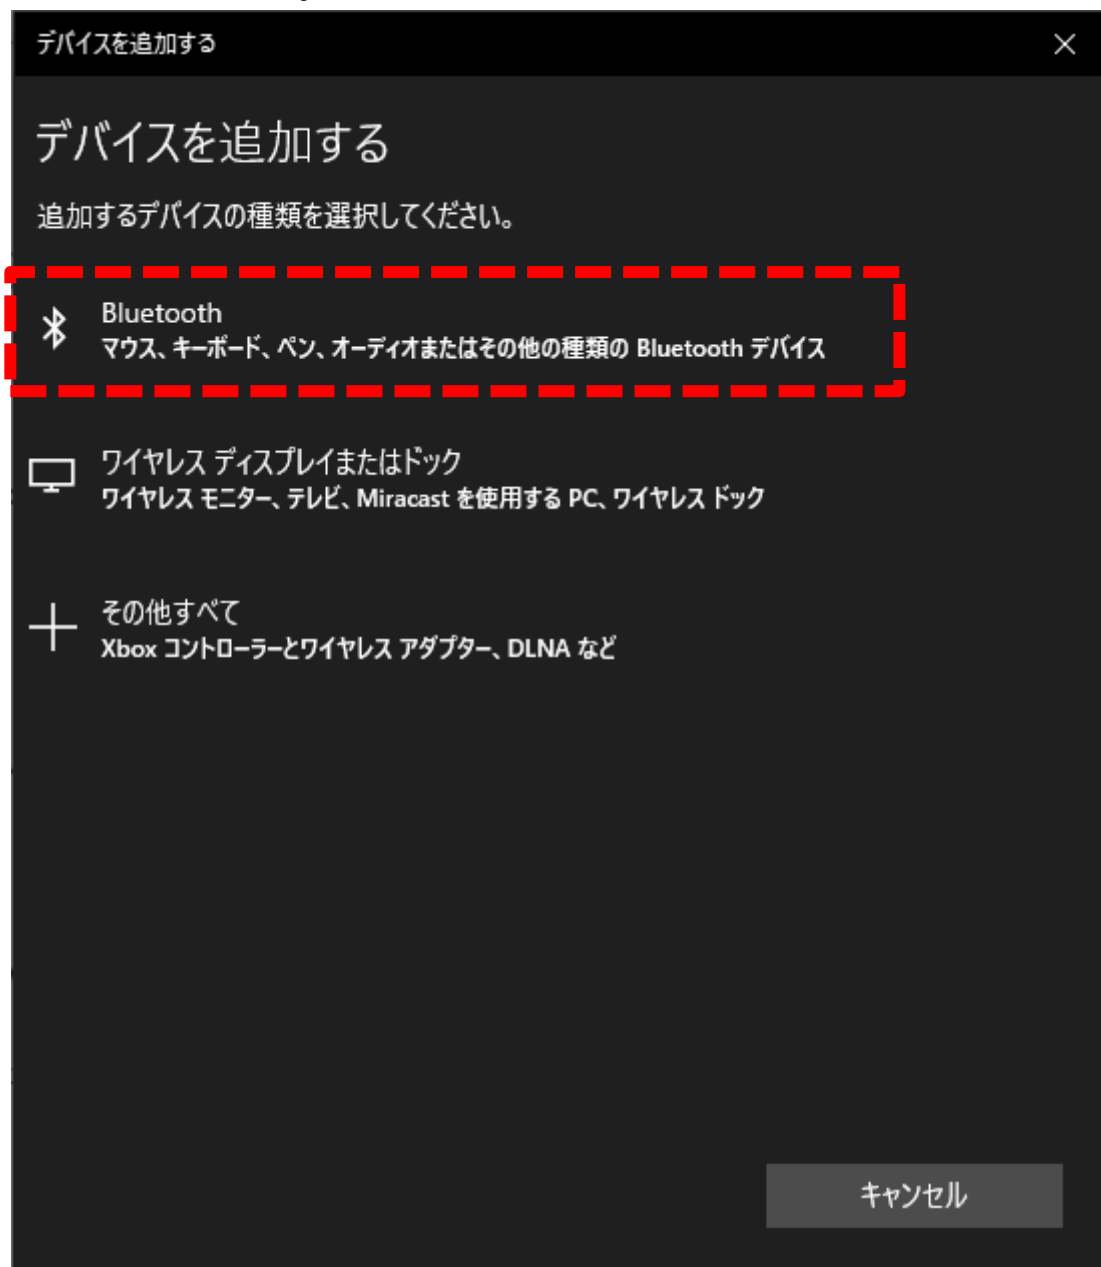 デバイスを追加する
デバイスを追加する
追加するデバイスの種類を選択してください。
Bluetooth
マウス、キーボード、ペン、オーディオまたはその他の種類の Bluetooth デバイス
ワイヤレス ディスプレイまたはドック
ワイヤレス モニター、テレビ、Miracast を使用する PC、ワイヤレス ドック
その他すべて
Xbox コントローラーとワイヤレス アダプター、DLNA など
キャンセル